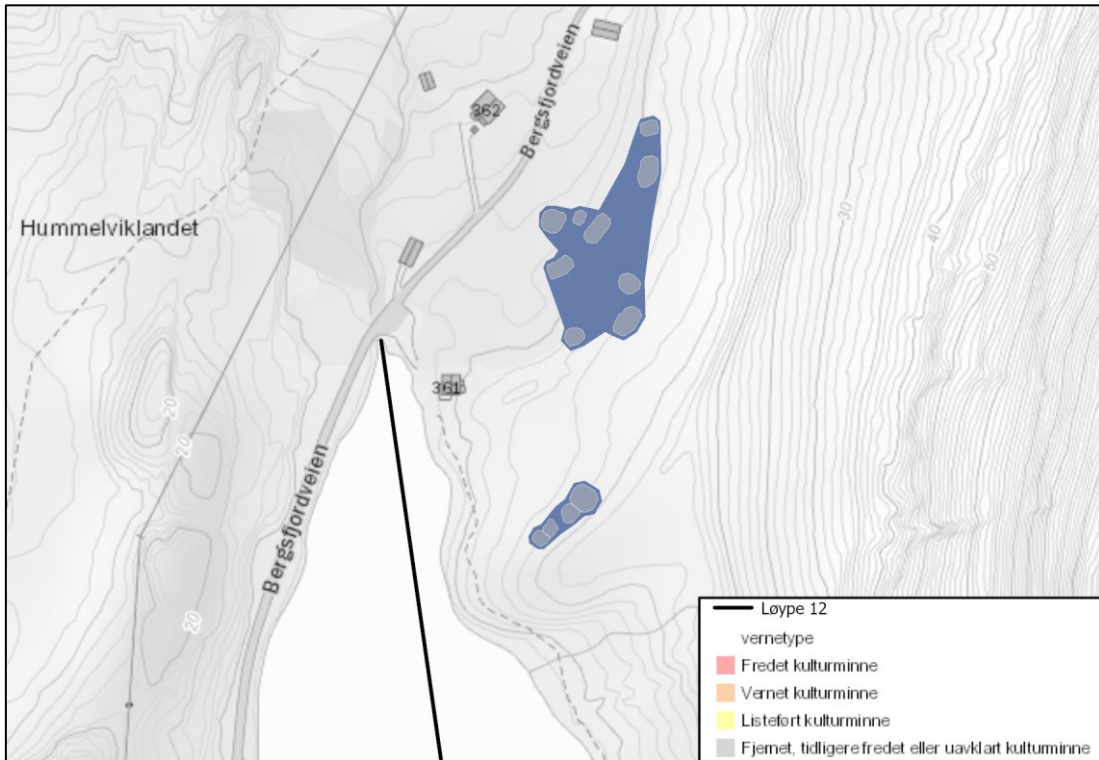 362
Bergsfjordveien
Hummelviklandet
30
40
50
361
20
20
Bergsfjordveien
20
Løype 12
vernetype
Fredet kulturminne
Vernet kulturminne
Listeført kulturminne
Fjernet, tidligere fredet eller uavklart kulturminne